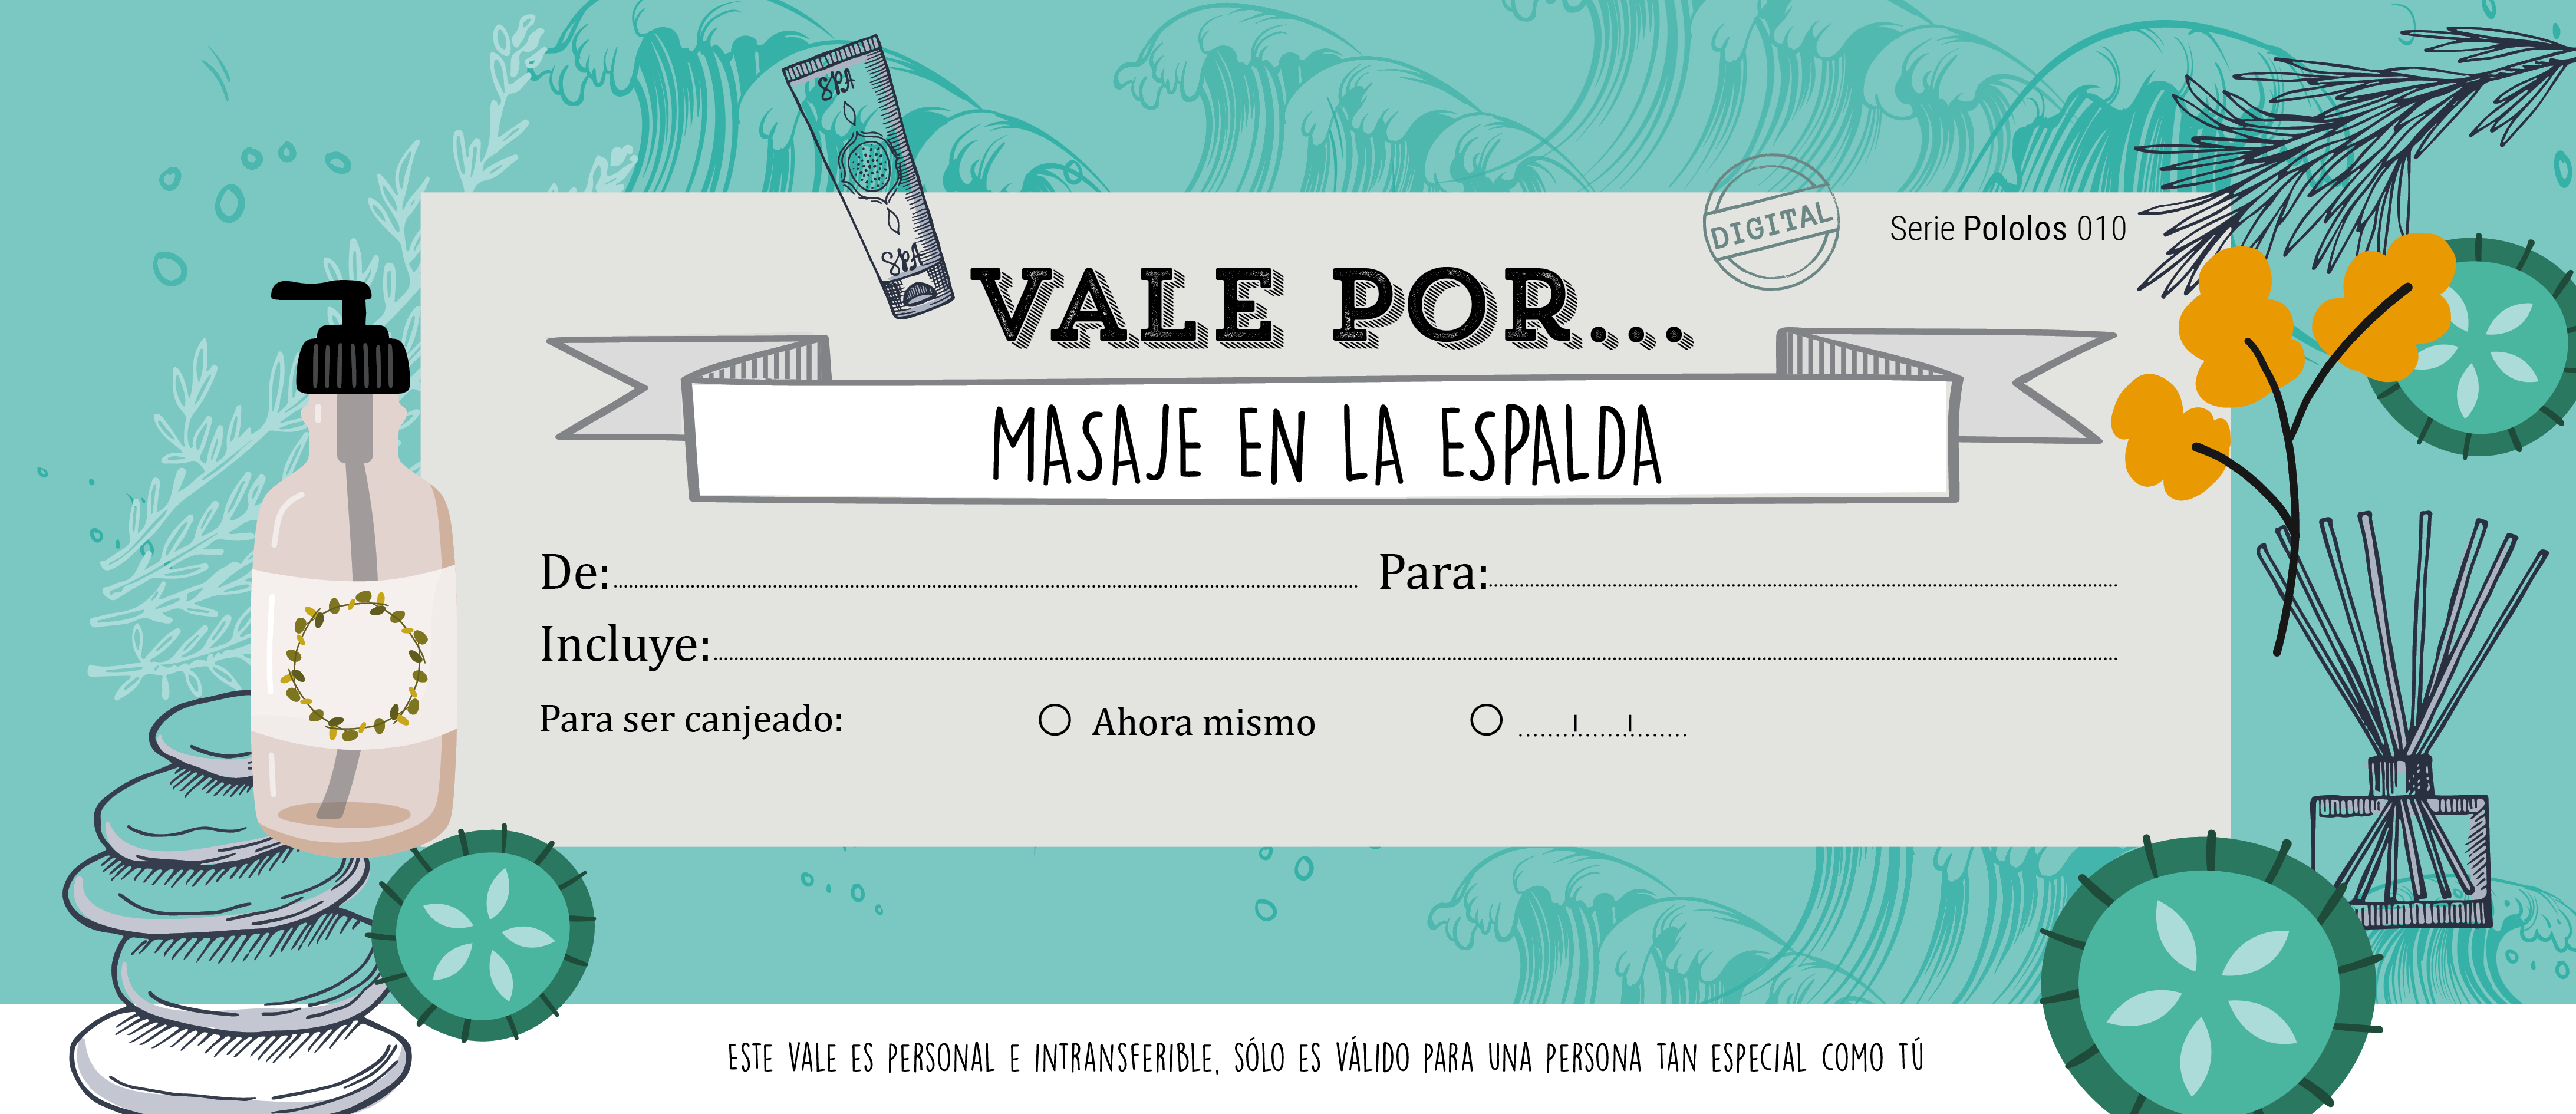 SPA
SPA
DIGITAL
Serie Pololos 010
VALE POR...
MASAJE EN LA ESPALDA
De: Para:
Incluye:
Para ser canjeado: Ahora mismo
ESTE VALE ES PERSONAL E INTRANSFERIBLE, SÓLO ES VÁLIDO PARA UNA PERSONA TAN ESPECIAL COMO TÚ